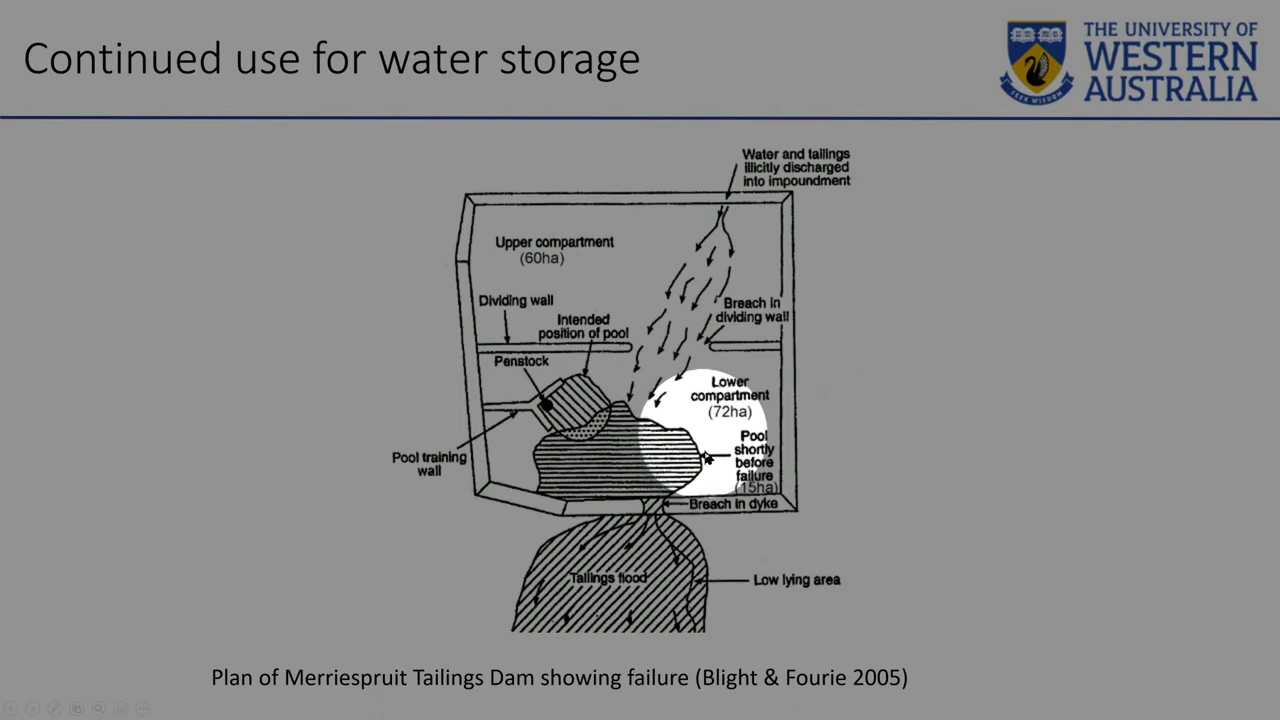 Continued use for water storage
THE UNIVERSITY OF
WESTERN
AUSTRALIA
SEEK WISDOM
Water and tailings
illicitly discharged
into impoundment
Upper compartment
(60ha)
Dividing wall
Intended
position of pool
Breach in
dividing wall
Penstock
Lower
compartment
(72ha)
Pool
shortly
before
failure
(15ha)
Pool training
wall
Breach in dyke
Tailings flood
Low lying area
Plan of Merriespruit Tailings Dam showing failure (Blight & Fourie 2005)